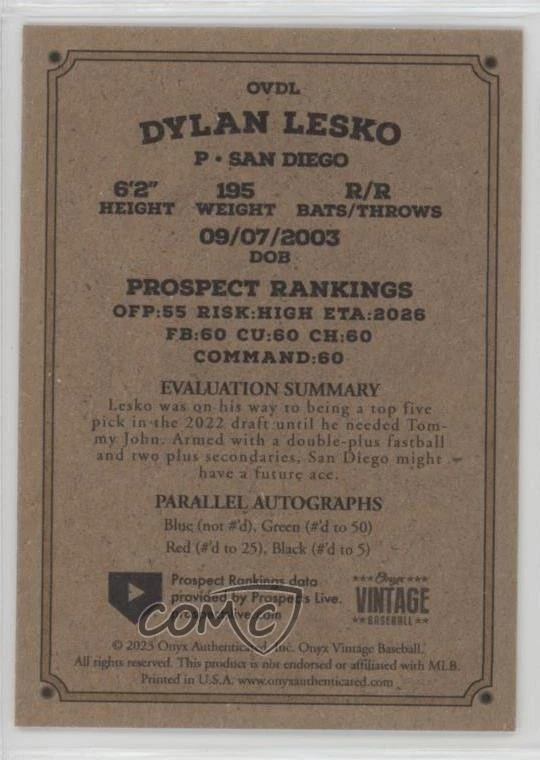 OVDL
DYLAN LESKO
P • SAN DIEGO
6'2" 195 R/R
HEIGHT WEIGHT BATS/THROWS
09/07/2003
DOB
PROSPECT RANKINGS
OFP:55 RISK:HIGH ETA:2026
FB:60 CU:60 CH:60
COMMAND:60
EVALUATION SUMMARY
Lesko was on his way to being a top five
pick in the 2022 draft until he needed Tom-
my John. Armed with a double-plus fastball
and two plus secondaries, San Diego might
have a future ace.
PARALLEL AUTOGRAPHS
Blue (not #'d), Green (#'d to 50)
Red (#'d to 25), Black (#'d to 5)
Prospect Rankings data
provided by Prospects Live.
prospectslive.com
Onyx
VINTAGE
BASEBALL
COMC
© 2023 Onyx Authenticated, Inc. Onyx Vintage Baseball.
All rights reserved. This product is not endorsed or affiliated with MLB.
Printed in U.S.A. www.onyxauthenticated.com